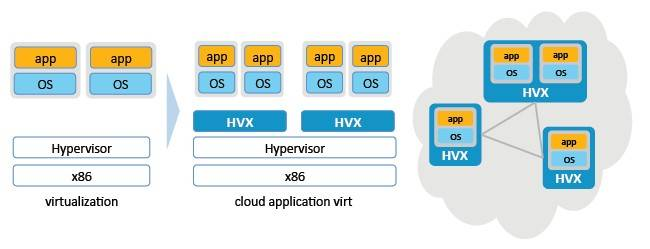 app app
OS OS
Hypervisor
x86
virtualization
app app app app
OS OS OS OS
HVX HVX
Hypervisor
x86
cloud application virt
app app
OS OS
HVX
app
OS
HVX
app
OS
HVX